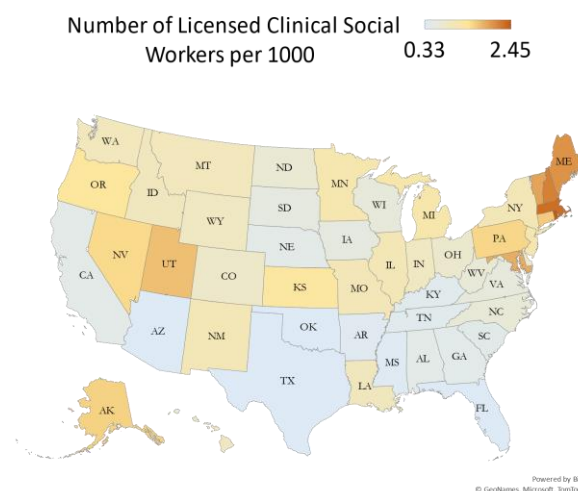 Number of Licensed Clinical Social
Workers per 1000
0.33 2.45
WA
MT
ND
MN
ME
OR
ID
SD
WI
MI
NY
WY
IA
PA
NE
NV
UT
CO
IL
IN
OH
WV
VA
CA
KS
MO
KY
NC
TN
AZ
NM
OK
AR
SC
MS
AL
GA
TX
LA
FL
AK
Powered by B
© GeoNames, Microsoft, TomTo